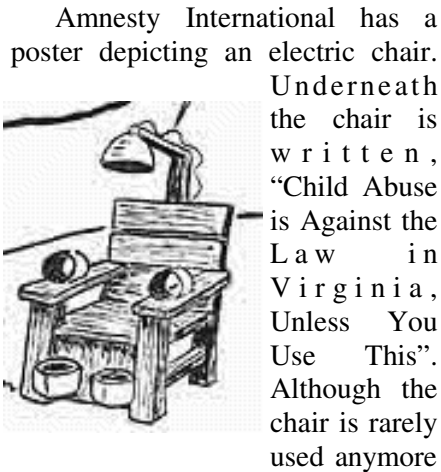 Amnesty International has a
poster depicting an electric chair.
Underneath
the chair is
written,
“Child Abuse
is Against the
Law in
Virginia,
Unless You
Use This”.
Although the
chair is rarely
used anymore